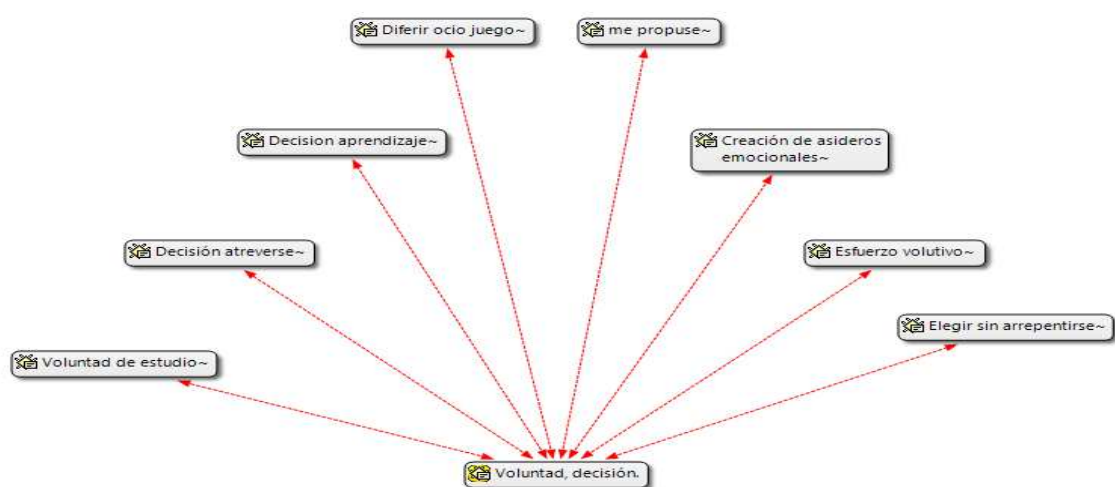 Diferir ocio juego~
me propuse~
Decision aprendizaje~
Creación de asideros
emocionales~
Decisión atreverse~
Esfuerzo volutivo~
Elegir sin arrepentirse~
Voluntad de estudio~
Voluntad, decisión.